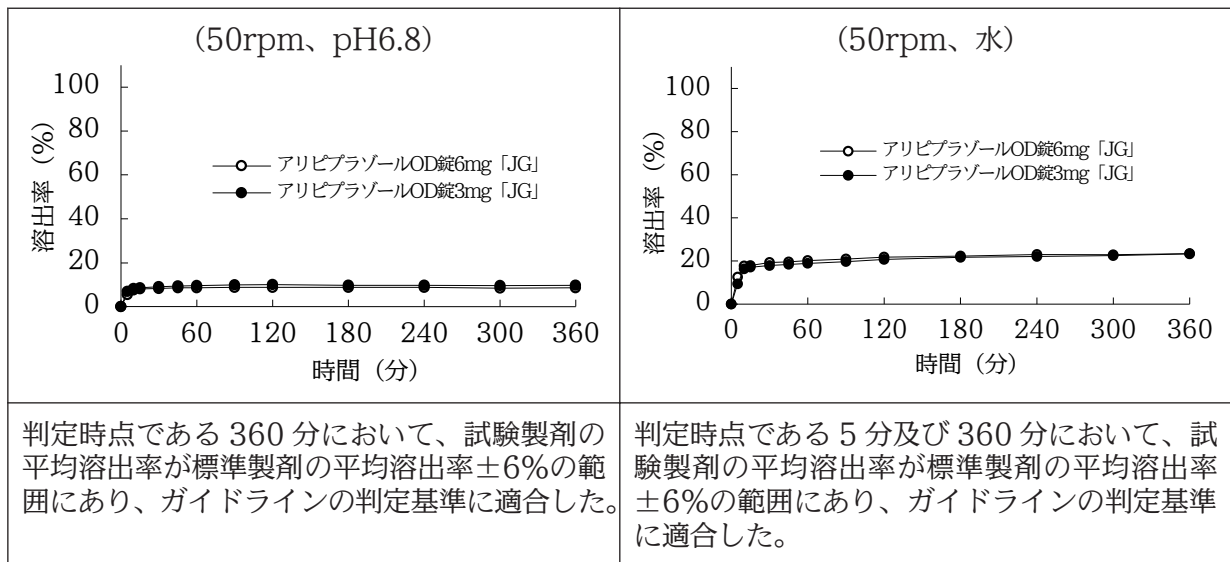 (50rpm、pH6.8)
100
80
60
40
20
0
溶出率 (%)
アリピプラゾールOD錠6mg「JG」
アリピプラゾールOD錠3mg「JG」
0 60 120 180 240 300 360
時間 (分)
判定時点である 360 分において、試験製剤の
平均溶出率が標準製剤の平均溶出率±6%の範
囲にあり、ガイドラインの判定基準に適合した。
(50rpm、水)
100
80
60
40
20
0
溶出率 (%)
アリピプラゾールOD錠6mg「JG」
アリピプラゾールOD錠3mg「JG」
0 60 120 180 240 300 360
時間 (分)
判定時点である 5 分及び 360 分において、試
験製剤の平均溶出率が標準製剤の平均溶出率
±6%の範囲にあり、ガイドラインの判定基準
に適合した。